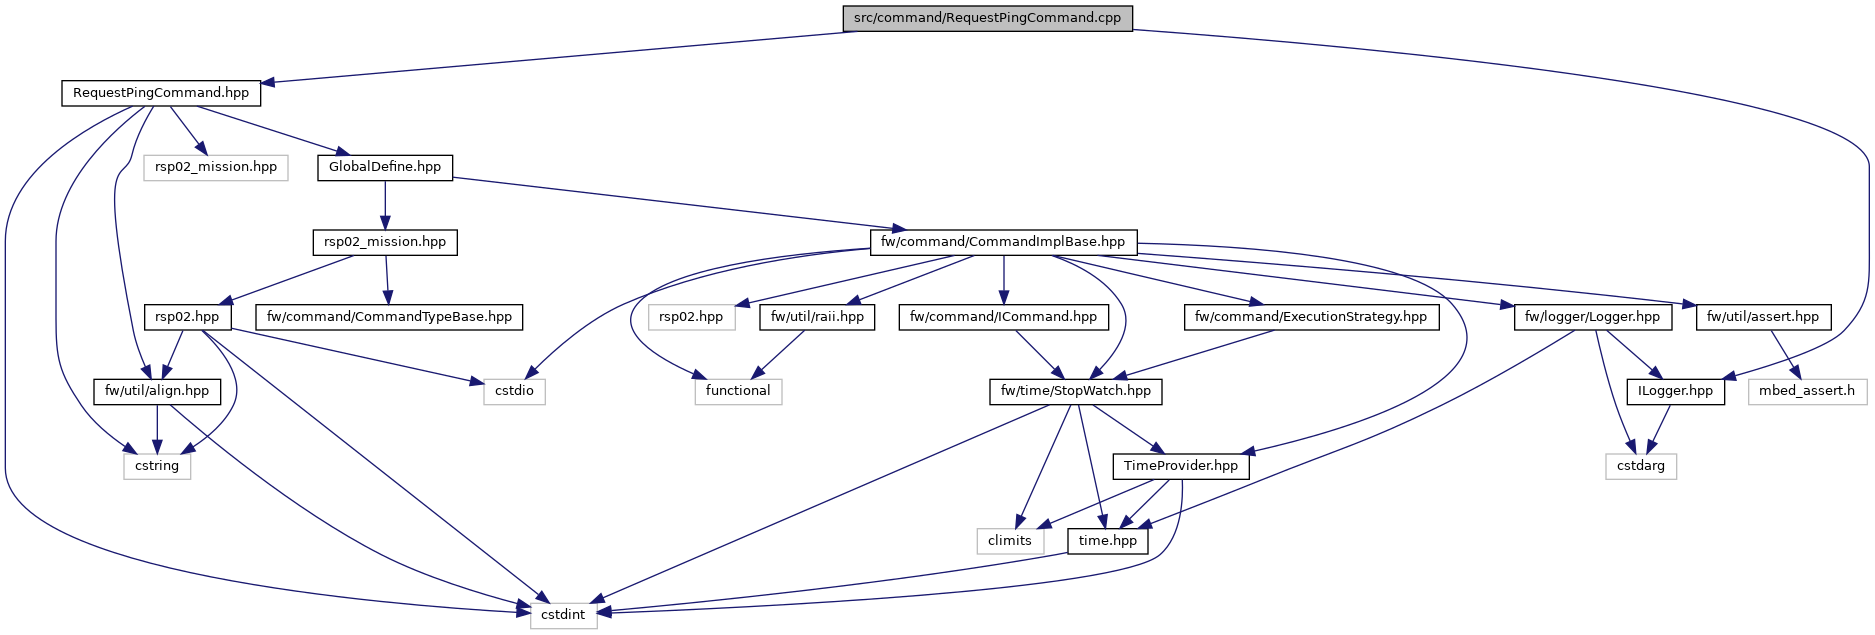 src/command/RequestPingCommand.cpp
RequestPingCommand.hpp
rsp02_mission.hpp
GlobalDefine.hpp
rsp02_mission.hpp
fw/command/CommandImplBase.hpp
rsp02.hpp
fw/command/CommandTypeBase.hpp
rsp02.hpp
fw/util/raii.hpp
fw/command/ICommand.hpp
fw/command/ExecutionStrategy.hpp
fw/logger/Logger.hpp
fw/util/assert.hpp
fw/util/align.hpp
cstdio
functional
fw/time/StopWatch.hpp
ILogger.hpp
mbed_assert.h
cstring
TimeProvider.hpp
cstdarg
climits
time.hpp
cstdint